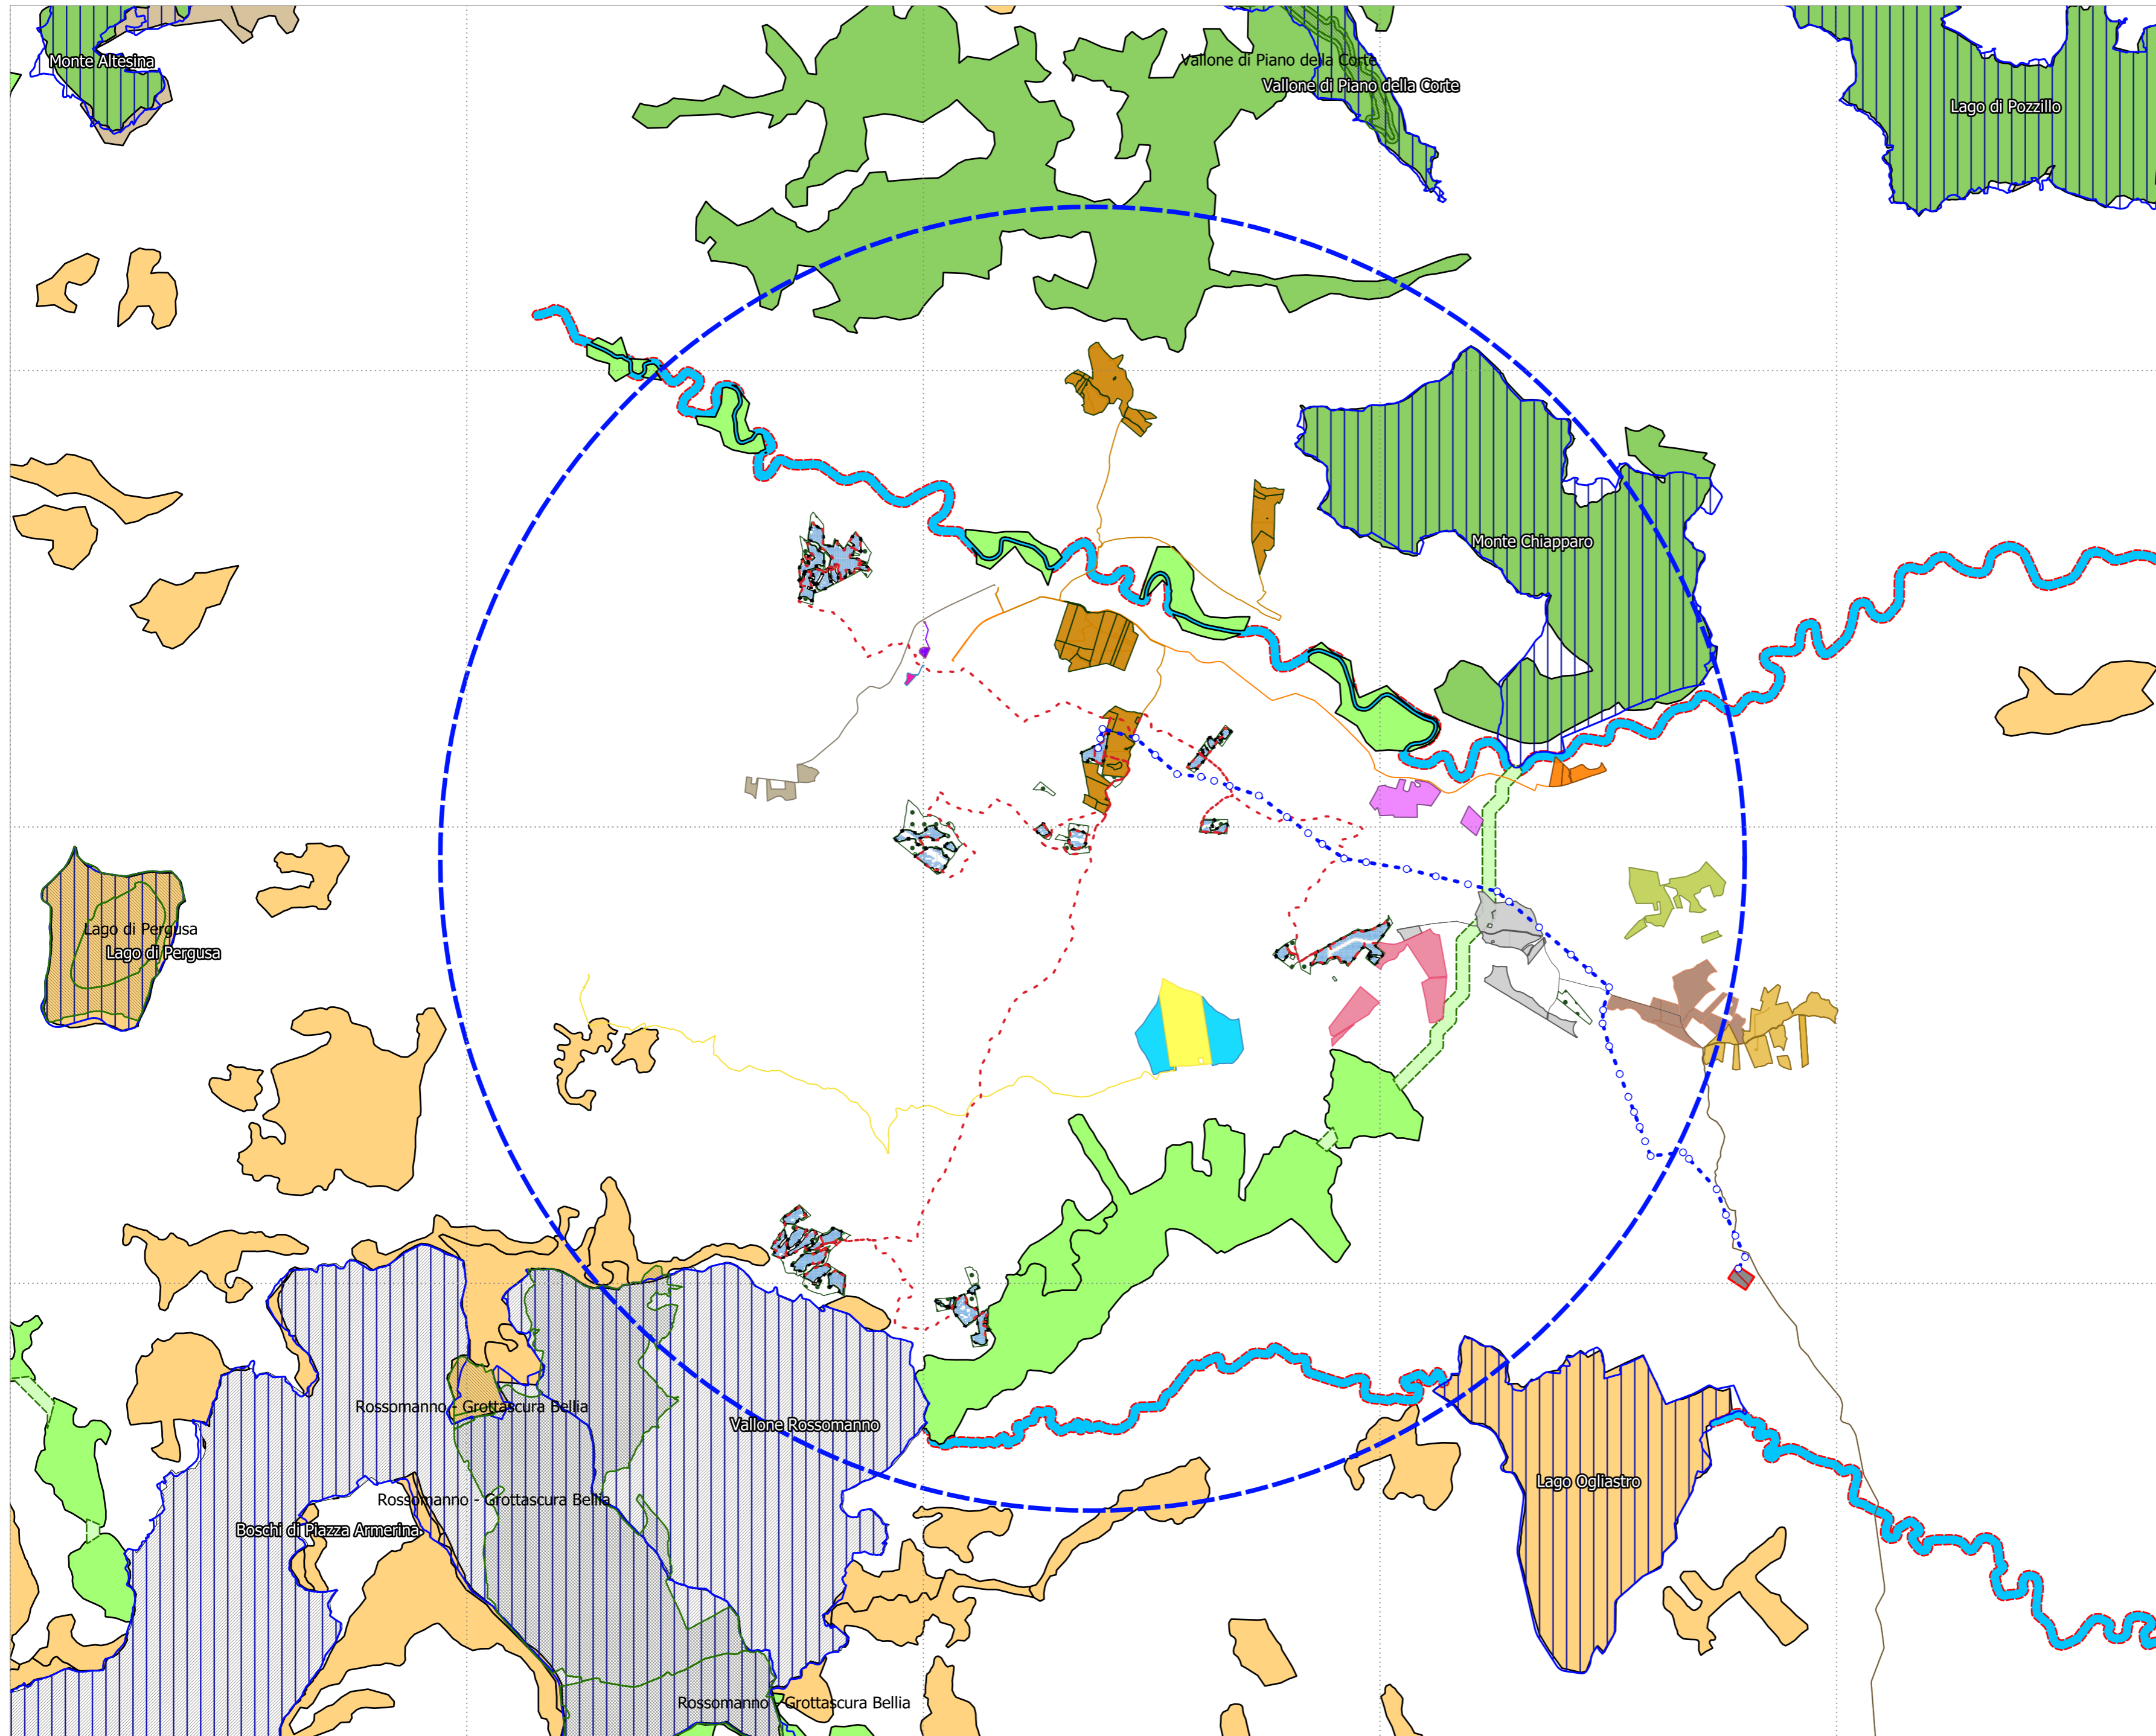 Monte Altesina
Vallone di Piano della Corte
Vallone di Piano della Corte
Lago di Pozzillo
Monte Chiapparo
Lago di Pergusa
Lago di Pergusa
Rossomanno - Grottascura Bellia
Vallone Rossomanno
Lago Ogliastro
Rossomanno - Grottascura Bellia
Boschi di Piazza Armerina
Rossomanno - Grottascura Bellia